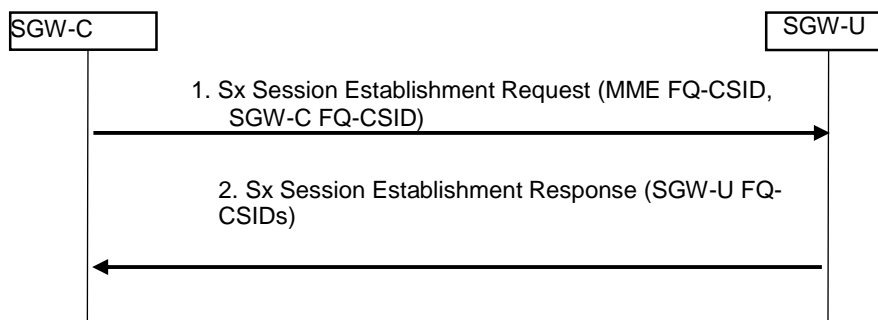 SGW-C
SGW-U
1. Sx Session Establishment Request (MME FQ-CSID,
SGW-C FQ-CSID)
2. Sx Session Establishment Response (SGW-U FQ-
CSIDs)